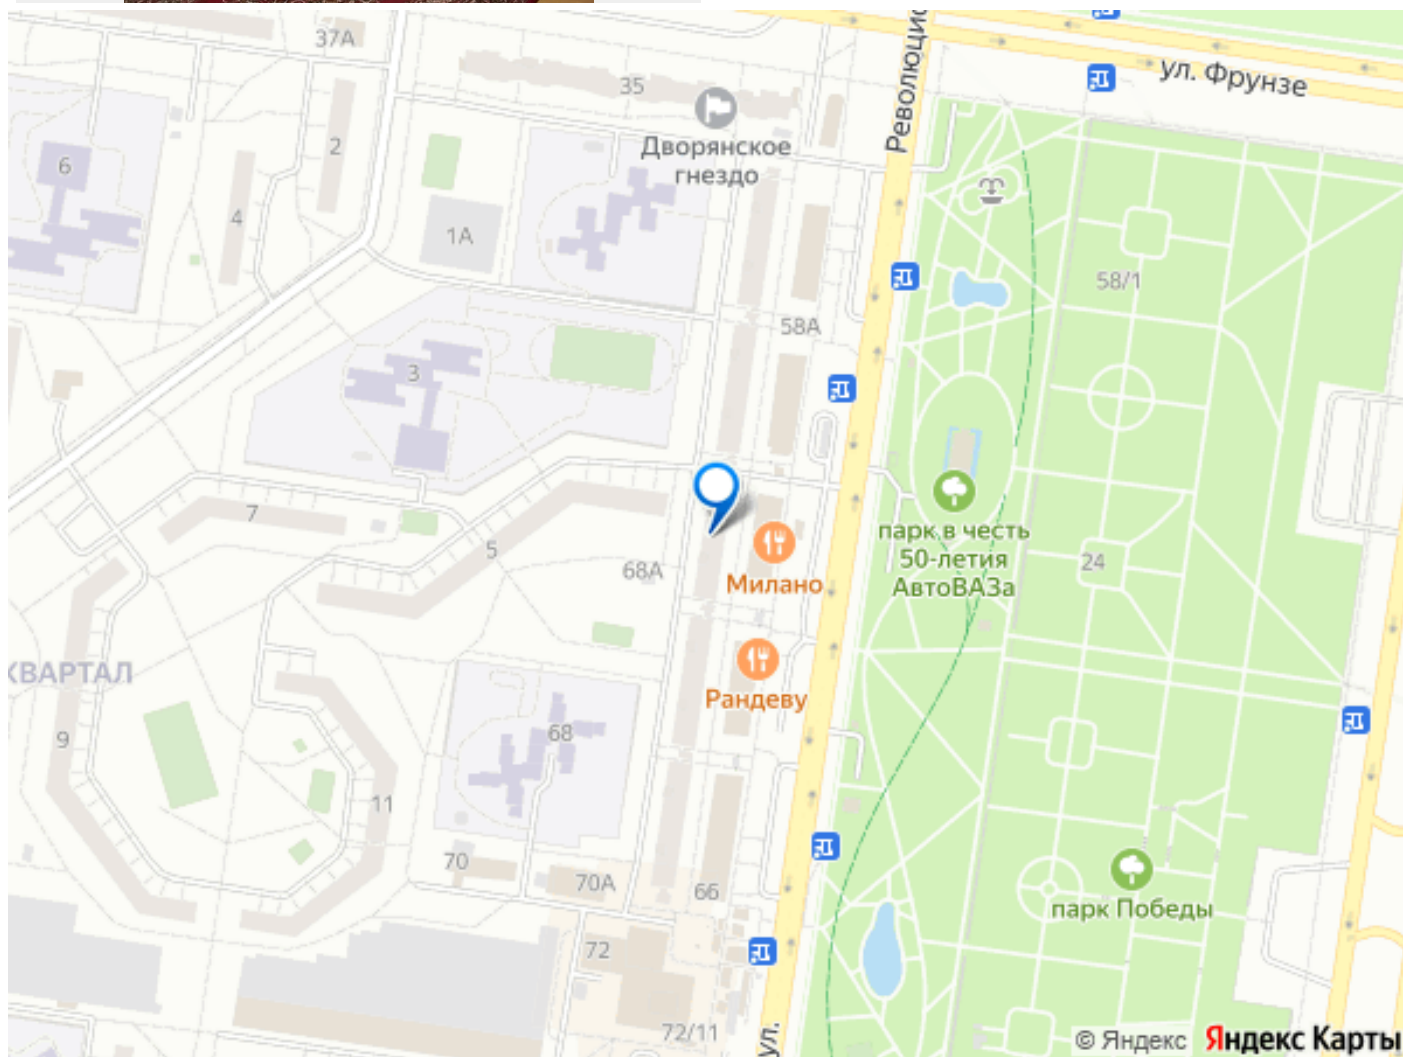 37А
ул. Фрунзе
Революцио
35
Дворянское
гнездо
2
6
4
1А
58/1
58А
3
7
5
парк в честь
50-летия
АвтоВАЗа
24
68А
Милано
КВАРТАЛ
Рандеву
9
68
11
70
70А
66
парк Победы
72
72/11
ул.
© Яндекс Яндекс Карты